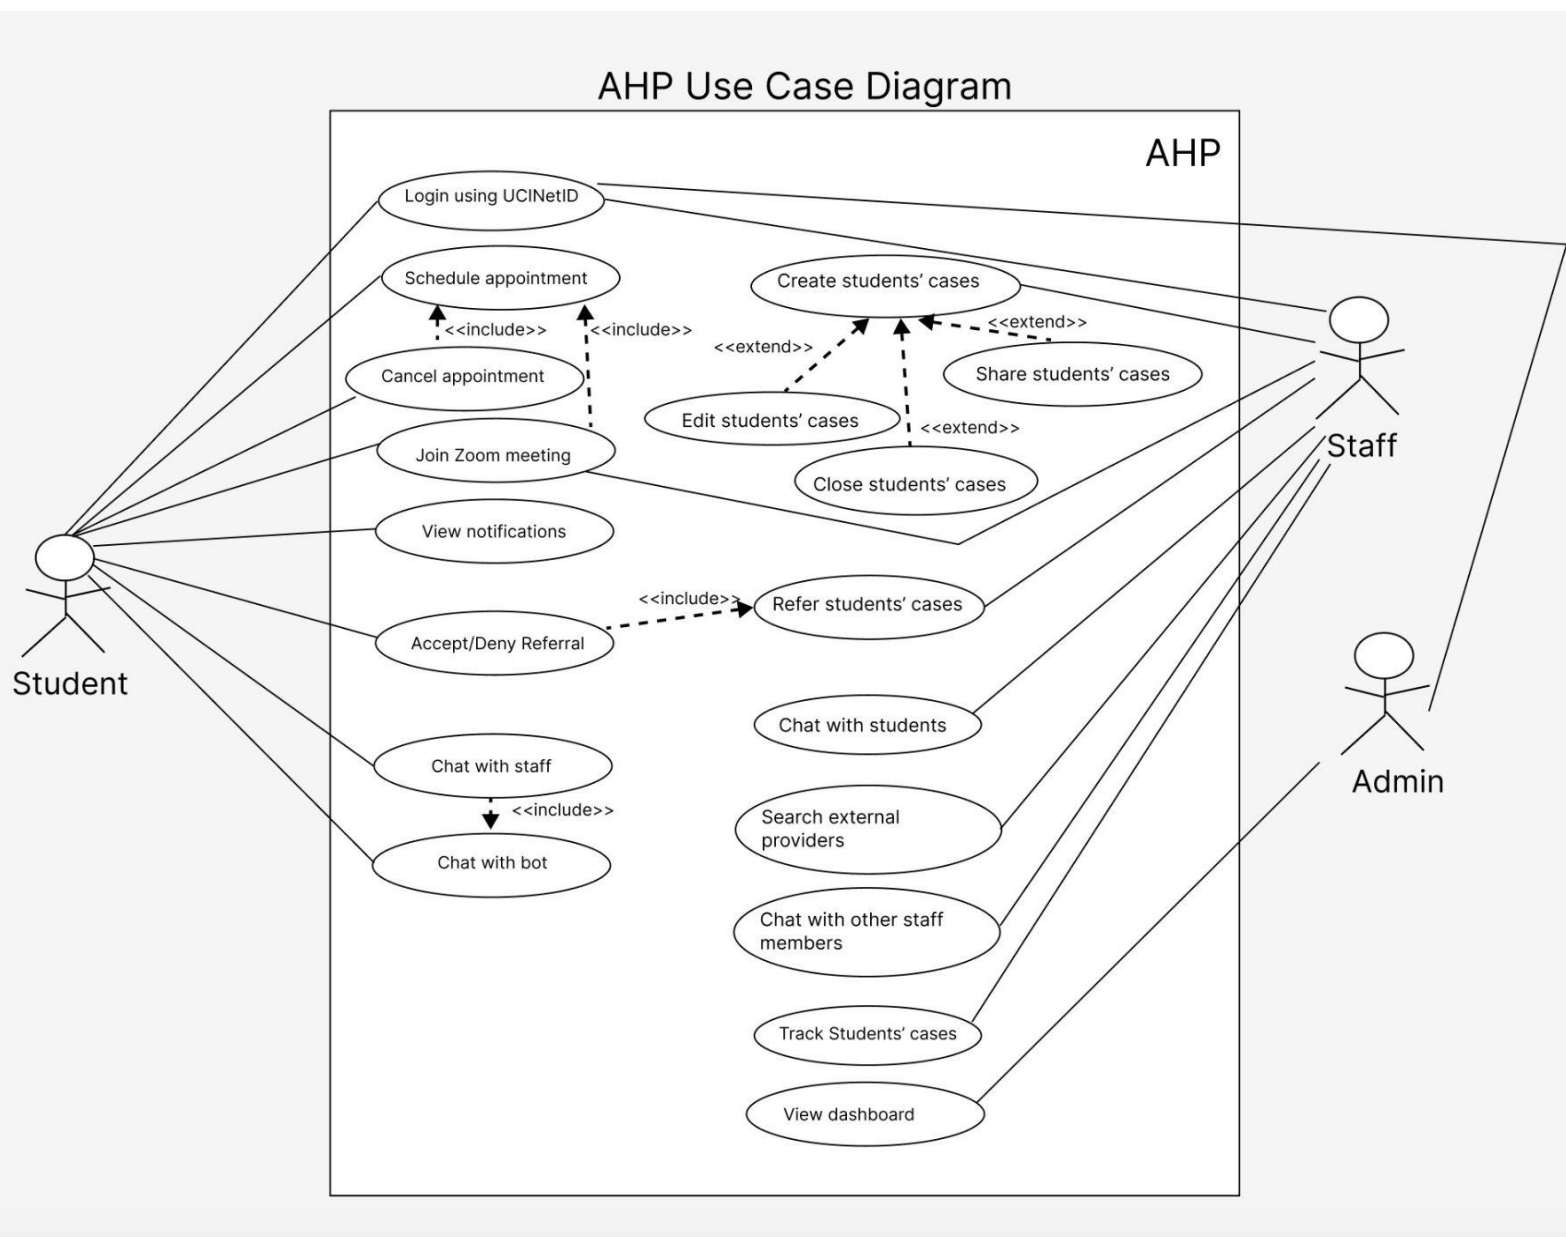 AHP Use Case Diagram
AHP
Login using UCINetID
Schedule appointment
<<include>>
<<include>>
Cancel appointment
Join Zoom meeting
View notifications
Accept/Deny Referral
<<include>>
Chat with staff
<<include>>
Chat with bot
Create students’ cases
<<extend>>
<<extend>>
Share students’ cases
Edit students’ cases
<<extend>>
Close students’ cases
Refer students’ cases
Chat with students
Search external
providers
Chat with other staff
members
Track Students’ cases
View dashboard
Student
Staff
Admin